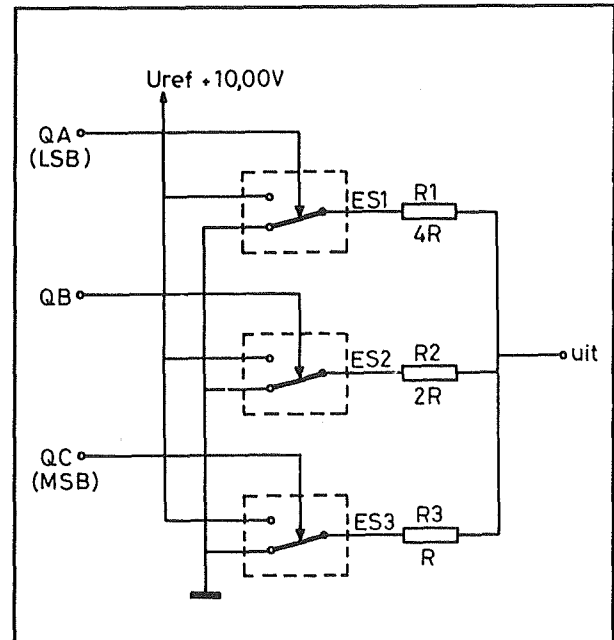 Uref +10,00V
QA
(LSB)
ES1
R1
4R
QB
ES2
R2
2R
uit
QC
(MSB)
ES3
R3
R